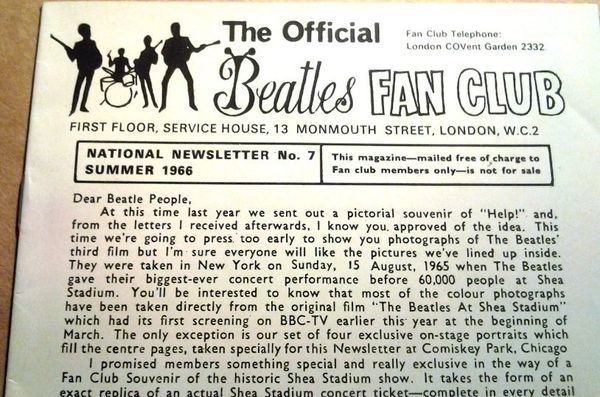 The Official
Fan Club Telephone:
London COVent Garden 2332
Beatles FAN CLUB
FIRST FLOOR, SERVICE HOUSE, 13 MONMOUTH STREET, LONDON, W.C.2
NATIONAL NEWSLETTER No. 7
SUMMER 1966
This magazine—mailed free of charge to
Fan club members only—is not for sale
Dear Beatle People,
At this time last year we sent out a pictorial souvenir of "Help!" and,
from the letters I received afterwards, I know you approved of the idea. This
time we're going to press too early to show you photographs of The Beatles'
third film but I'm sure everyone will like the pictures we've lined up inside.
They were taken in New York on Sunday, 15 August, 1965 when The Beatles
gave their biggest-ever concert performance before 60,000 people at Shea
Stadium. You'll be interested to know that most of the colour photographs
have been taken directly from the original film "The Beatles At Shea Stadium"
which had its first screening on BBC-TV earlier this year at the beginning of
March. The only exception is our set of four exclusive on-stage portraits which
fill the centre pages, taken specially for this Newsletter at Comiskey Park, Chicago
I promised members something special and really exclusive in the way of a
Fan Club Souvenir of the historic Shea Stadium show. It takes the form of an
exact replica of an actual Shea Stadium concert ticket—complete in every detail